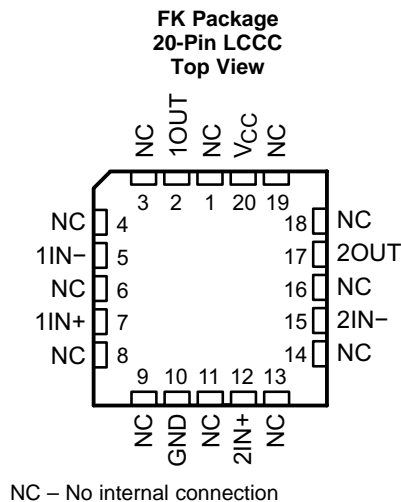 FK Package
20-Pin LCCC
Top View
NC 1OUT NC VCC NC
3 2 1 20 19
NC 4
1IN− 5
NC 6
1IN+ 7
NC 8
18 NC
17 2OUT
16 NC
15 2IN−
14 NC
9 10 11 12 13
NC GND NC 2IN+ NC
NC – No internal connection